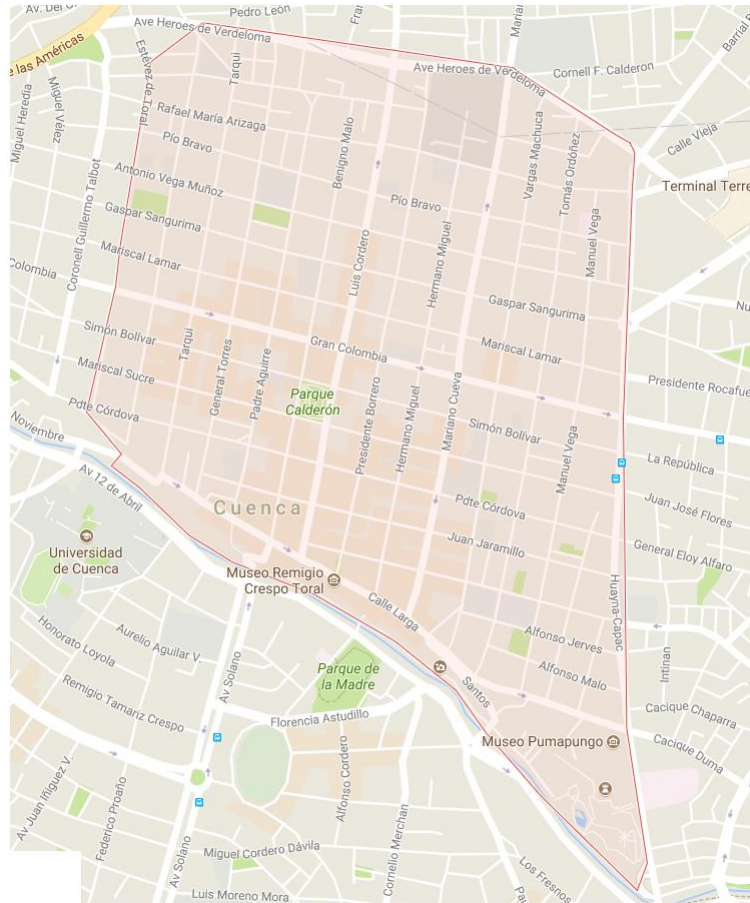 Av. Del
Pedro León
Ave Heroes de Verdeloma
Ave Heroes de Verdeloma
Cornell F. Calderon
Barrial
Calle Vieja
Terminal Terre
e las Américas
Miguel Heredia
Miguel Vélez
Coronell Guillermo Talbot
Estévez de Toral
Tarqui
Rafael María Arizaga
Pío Bravo
Benigno Malo
Luis Cordero
Pío Bravo
Hermano Miguel
Vargas Machuca
Tomás Ordóñez
Manuel Vega
Antonio Vega Muñoz
Gaspar Sangurima
Mariscal Lamar
Gaspar Sangurima
Mariscal Lamar
Colombia
Gran Colombia
Simón Bolívar
Mariscal Sucre
Pdte Córdova
Tarqui
General Torres
Padre Aguirre
Parque
Calderón
Presidente Borrero
Hermano Miguel
Mariano Cueva
Simón Bolívar
Manuel Vega
Presidente Rocafue
La República
Juan José Flores
General Eloy Alfaro
Noviembre
Av 12 de Abril
Cuenca
Pdte Córdova
Juan Jaramillo
Universidad
de Cuenca
Museo Remigio
Crespo Toral
Calle Larga
Huayna-Capac
Honorato Loyola
Aurelio Aguilar V.
Av Solano
Parque de
la Madre
Santos
Alfonso Jerves
Alfonso Malo
Intinan
Remigio Tamariz Crespo
Florencia Astudillo
Museo Pumapungo
Cacique Chaparra
Cacique Duma
Av Juan Iñiguez V.
Federico Proaño
Alfonso Cordero
Cornelio Merchan
Av Solano
Miguel Cordero Dávila
Luis Moreno Mora
Los Fresnos